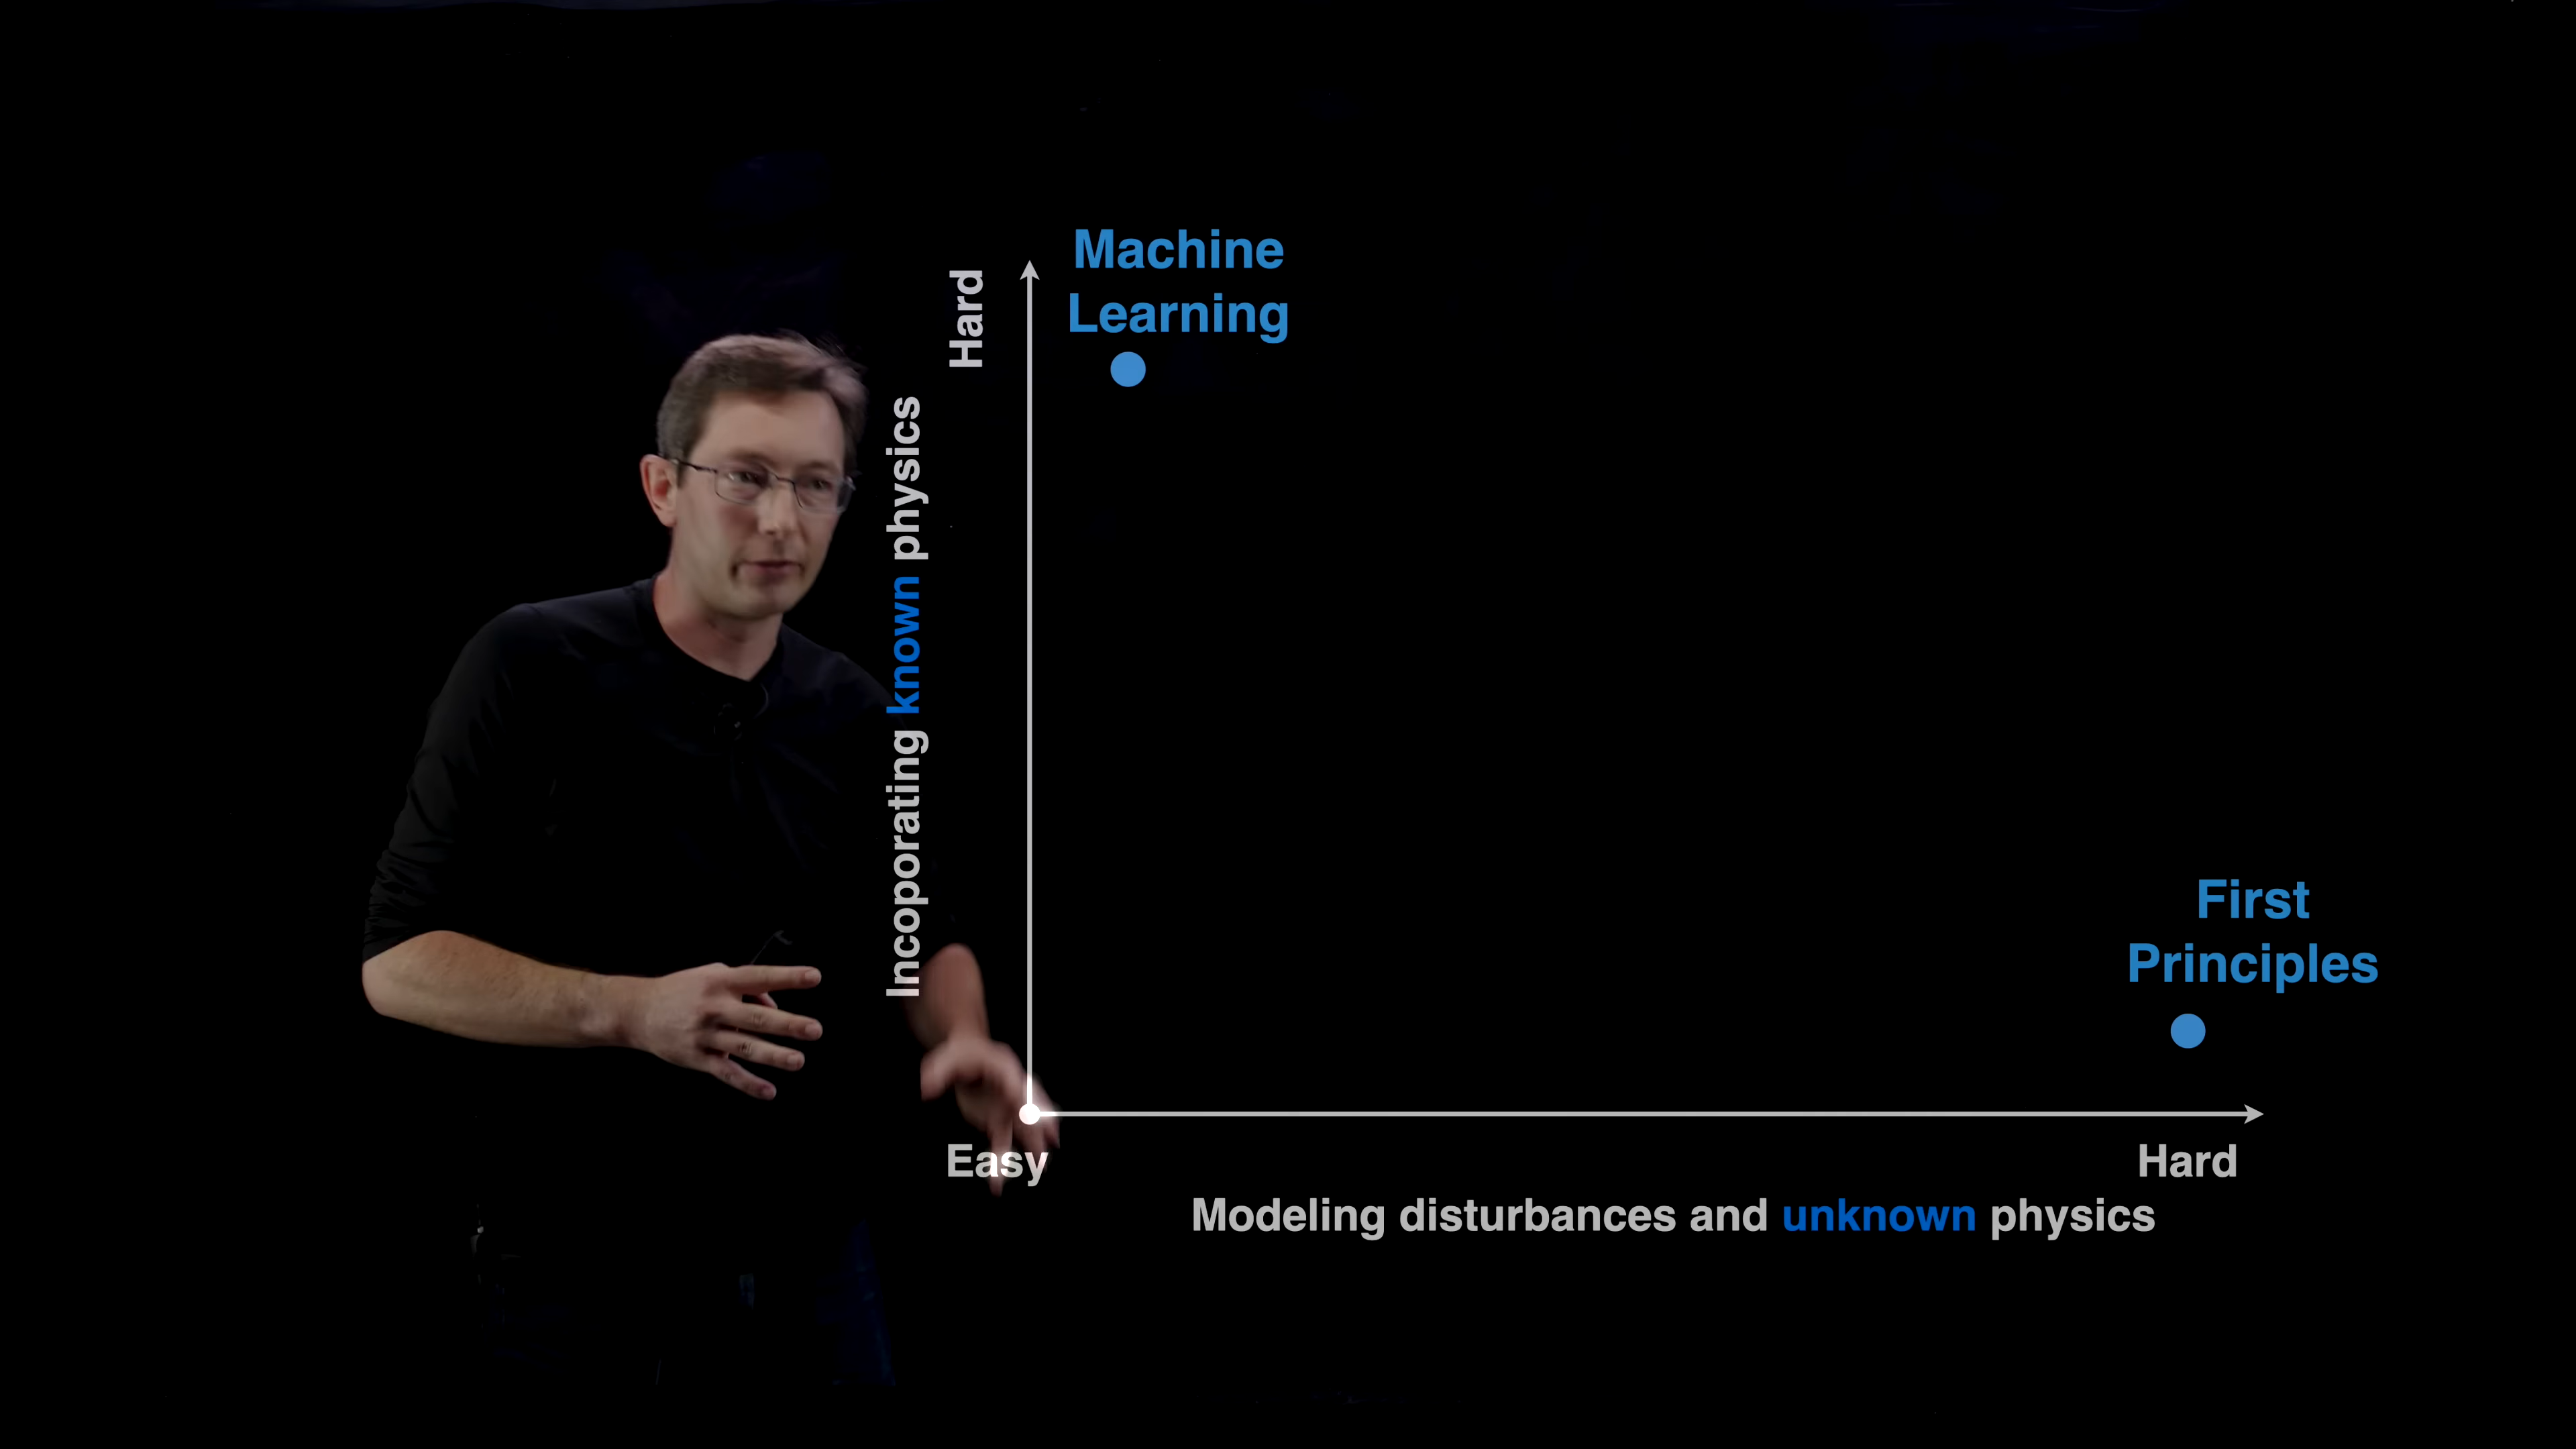 Machine
Learning
Hard
Incoporating known physics
First
Principles
Easy
Hard
Modeling disturbances and unknown physics